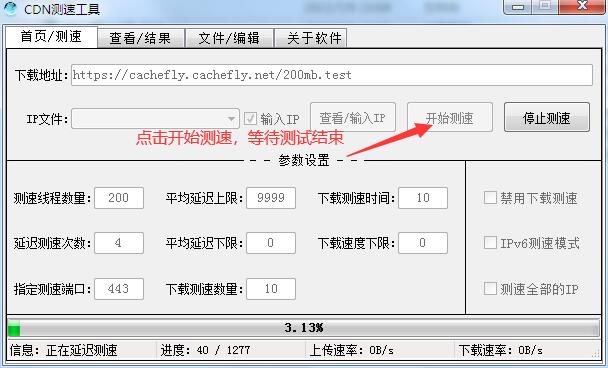 CDN测速工具
首页/测速 查看/结果 文件/编辑 关于软件
下载地址: https://cachefly.cachefly.net/200mb.test
IP文件: 输入IP 查看/输入IP 开始测速 停止测速
点击开始测速，等待测试结束
参数设置
测速线程数量: 200 平均延迟上限: 9999 下载测速时间: 10 禁用下载测速
延迟测速次数: 4 平均延迟下限: 0 下载速度下限: 0 IPv6测速模式
指定测速端口: 443 下载测速数量: 10 测速全部的IP
3.13%
信息: 正在延迟测速 进度: 40 / 1277 上传速率: 0B/s 下载速率: 0B/s